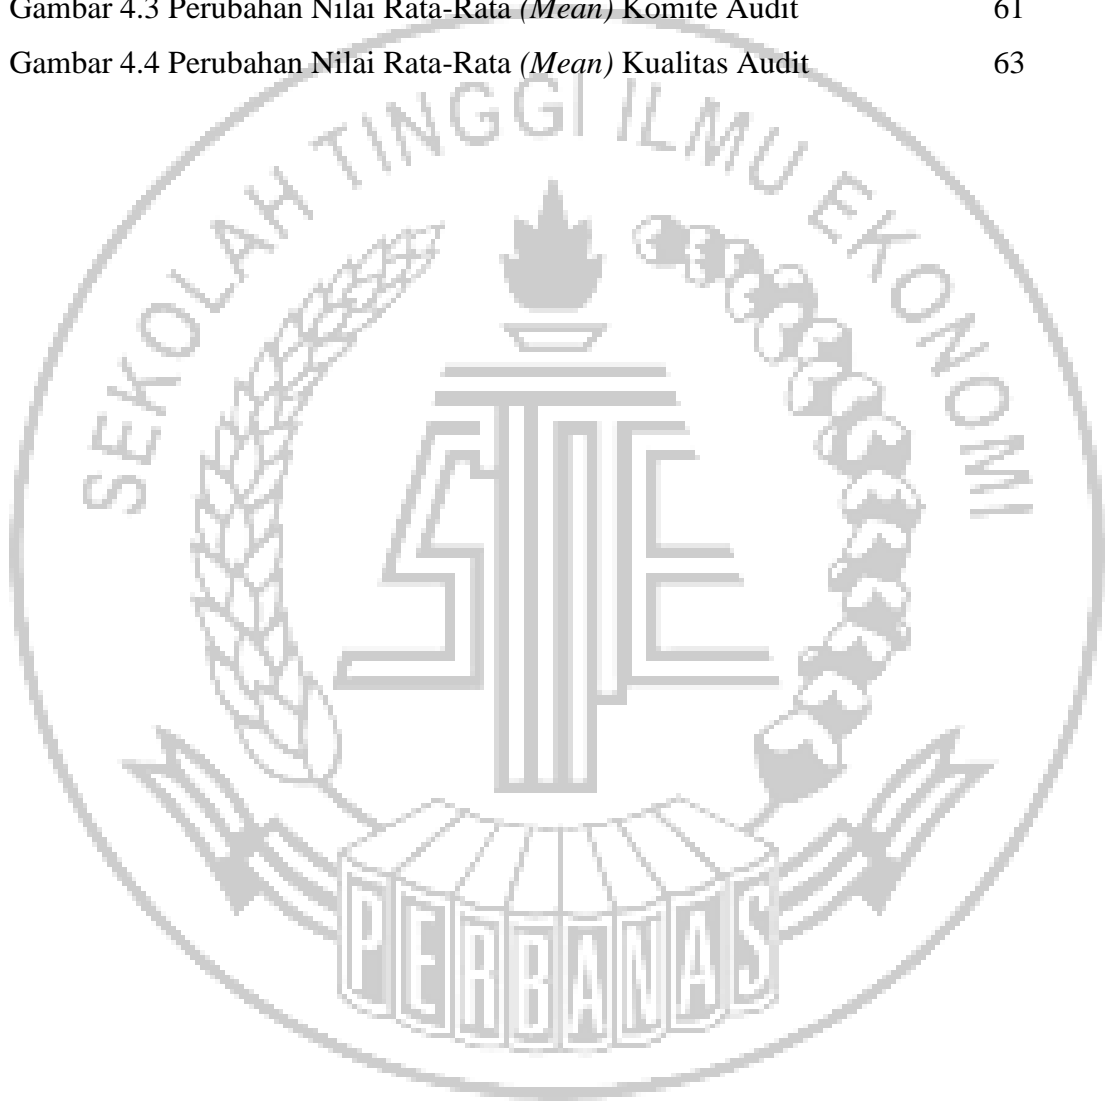 Gambar 4.3 Perubahan Nilai Rata-Rata (Mean) Komite Audit 61
Gambar 4.4 Perubahan Nilai Rata-Rata (Mean) Kualitas Audit 63
SEKOLAH TINGGI ILMU EKONOMI
STIE
PERBANAS